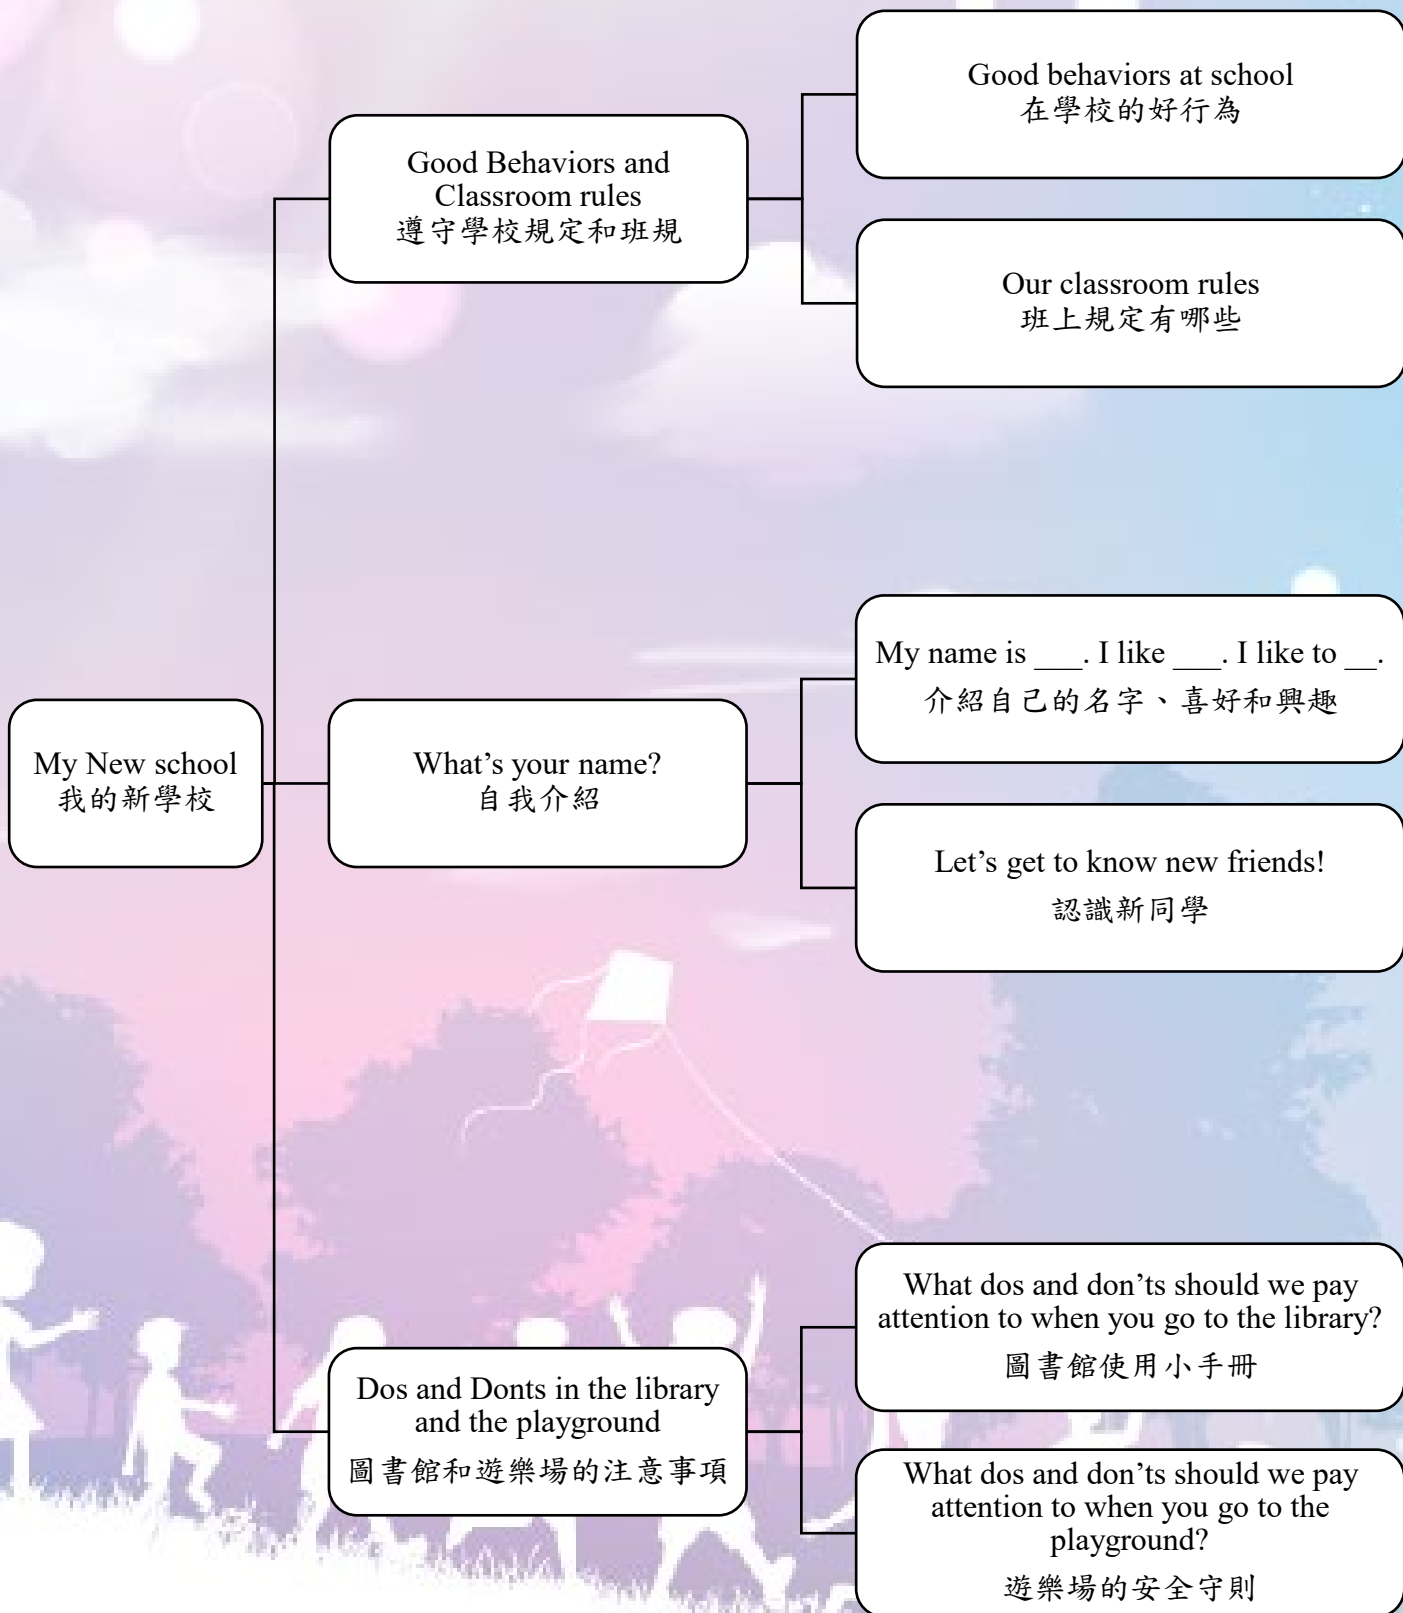 My New school
我的新學校
Good Behaviors and
Classroom rules
遵守學校規定和班規
Good behaviors at school
在學校的好行為
Our classroom rules
班上規定有哪些
What’s your name?
自我介紹
My name is ___. I like ___. I like to __.
介紹自己的名字、喜好和興趣
Let’s get to know new friends!
認識新同學
Dos and Donts in the library
and the playground
圖書館和遊樂場的注意事項
What dos and don’ts should we pay
attention to when you go to the library?
圖書館使用小手冊
What dos and don’ts should we pay
attention to when you go to the
playground?
遊樂場的安全守則